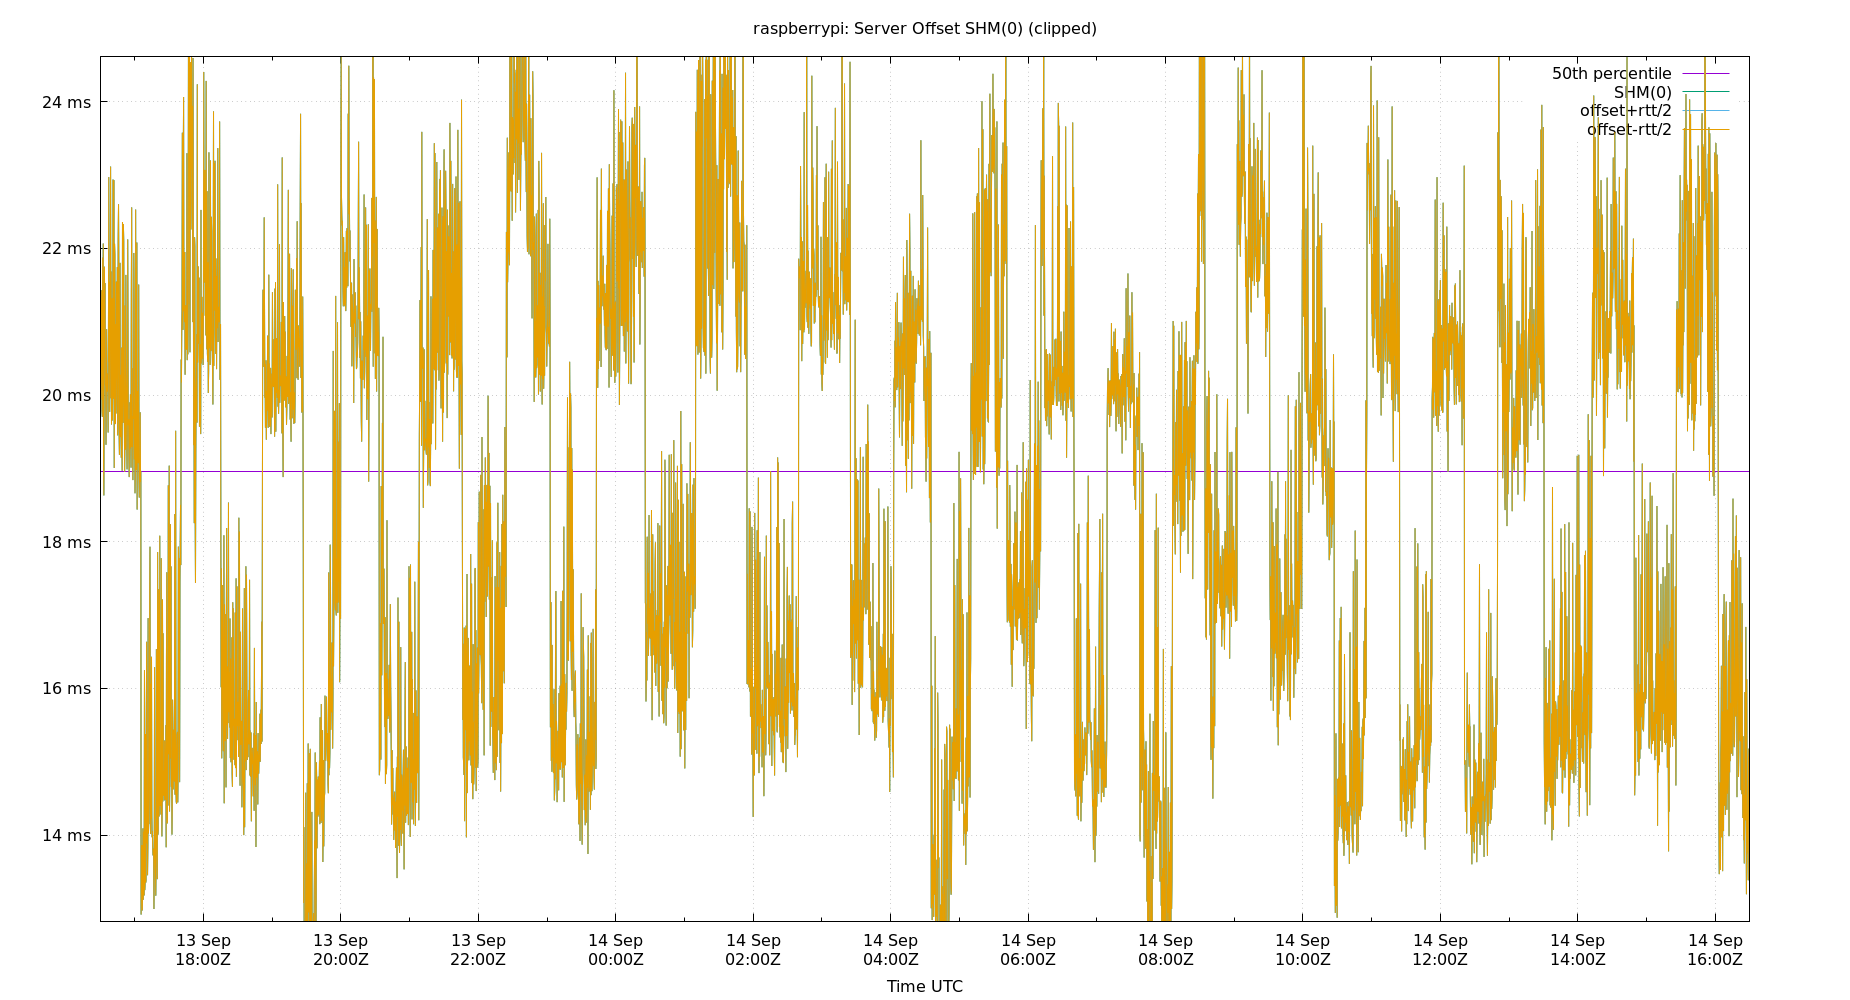 raspberrypi: Server Offset SHM(0) (clipped)
50th percentile
SHM(0)
offset+rtt/2
offset-rtt/2
24 ms
22 ms
20 ms
18 ms
16 ms
14 ms
13 Sep 13 Sep 13 Sep 14 Sep 14 Sep 14 Sep 14 Sep 14 Sep 14 Sep 14 Sep 14 Sep 14 Sep
18:00Z 20:00Z 22:00Z 00:00Z 02:00Z 04:00Z 06:00Z 08:00Z 10:00Z 12:00Z 14:00Z 16:00Z
Time UTC